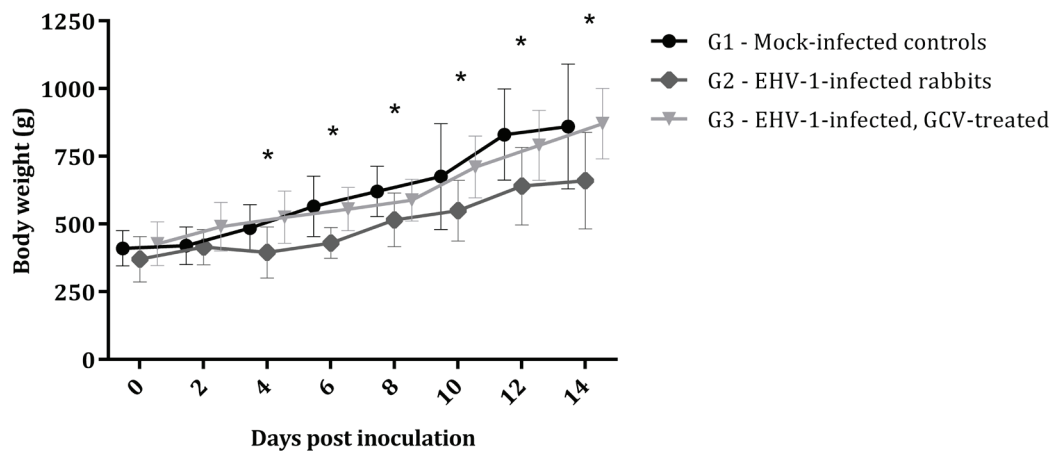 1250
1000
750
500
250
0
Body weight (g)
* * * * * *
0 2 4 6 8 10 12 14
Days post inoculation
G1 - Mock-infected controls
G2 - EHV-1-infected rabbits
G3 - EHV-1-infected, GCV-treated